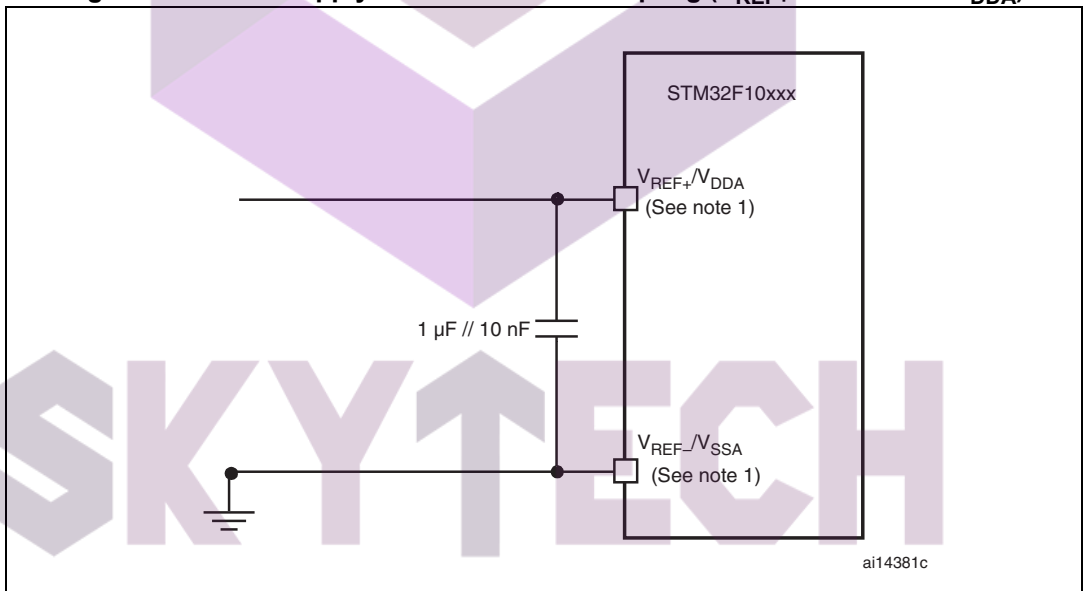 STM32F10xxx
VREF+/VDDA
(See note 1)
1 µF // 10 nF
VREF–/VSSA
(See note 1)
SKYTECH
ai14381c